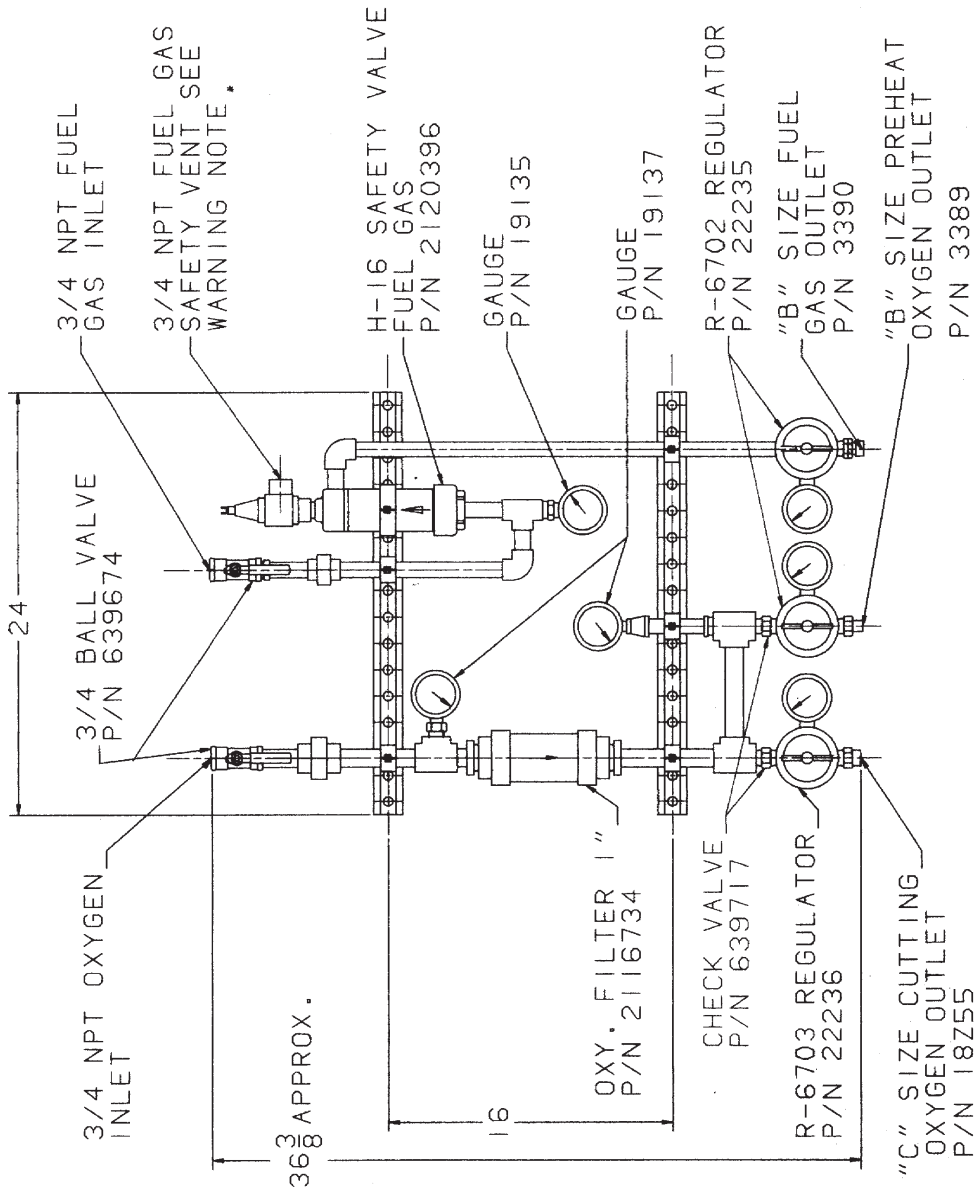 3/4 NPT FUEL
GAS INLET
3/4 NPT FUEL GAS
SAFETY VENT SEE
WARNING NOTE.*
H-16 SAFETY VALVE
FUEL GAS
P/N 2120396
GAUGE
P/N 19135
GAUGE
P/N 19137
R-6702 REGULATOR
P/N 22235
"B" SIZE FUEL
GAS OUTLET
P/N 3390
"B" SIZE PREHEAT
OXYGEN OUTLET
P/N 3389
24
3/4 BALL VALVE
P/N 639674
3/4 NPT OXYGEN
INLET
36 3/8 APPROX.
16
OXY. FILTER 1"
P/N 2116734
CHECK VALVE
P/N 639717
R-6703 REGULATOR
P/N 22236
"C" SIZE CUTTING
OXYGEN OUTLET
P/N 18Z55